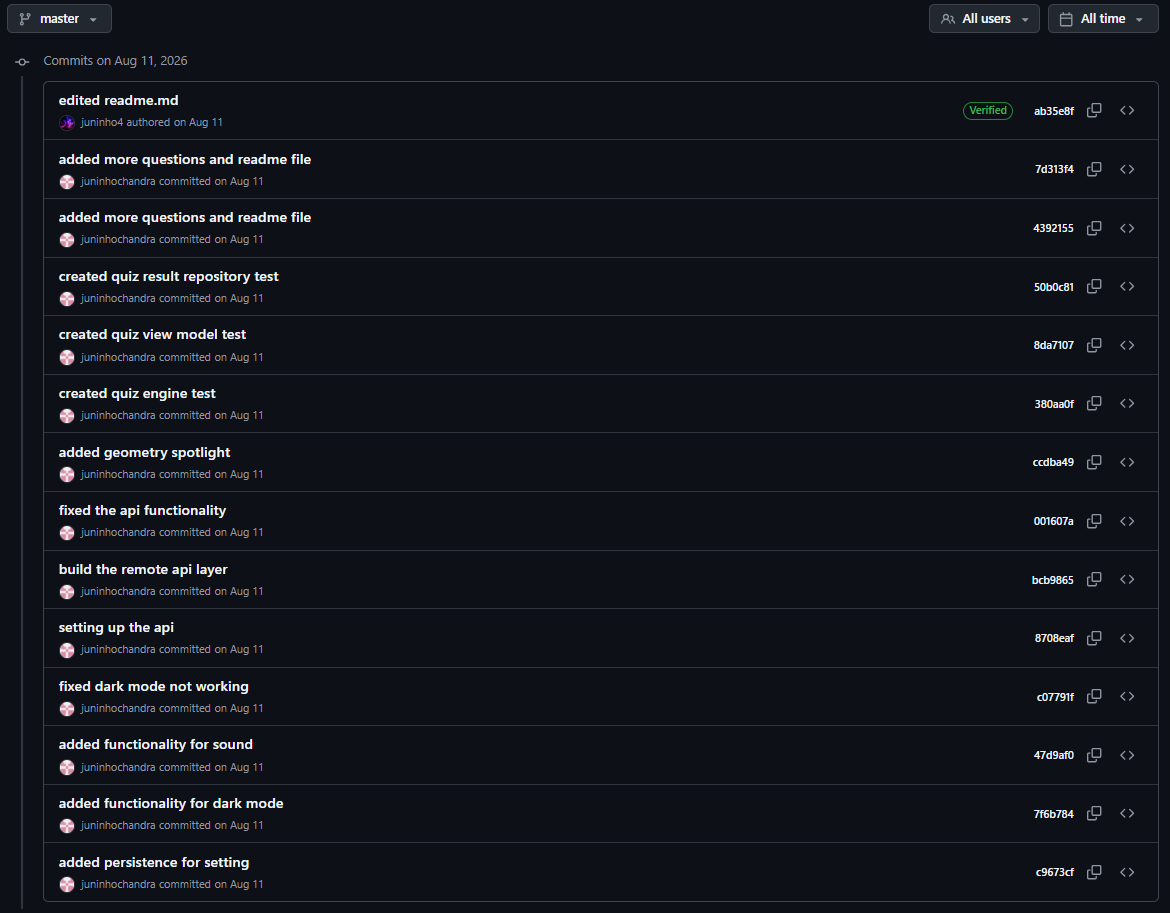 master
All users
All time
Commits on Aug 11, 2026
edited readme.md
juninho4 authored on Aug 11
Verified
ab35e8f
added more questions and readme file
juninhochandra committed on Aug 11
7d313f4
added more questions and readme file
juninhochandra committed on Aug 11
4392155
created quiz result repository test
juninhochandra committed on Aug 11
50b0c81
created quiz view model test
juninhochandra committed on Aug 11
8da7107
created quiz engine test
juninhochandra committed on Aug 11
380aa0f
added geometry spotlight
juninhochandra committed on Aug 11
ccdba49
fixed the api functionality
juninhochandra committed on Aug 11
001607a
build the remote api layer
juninhochandra committed on Aug 11
bcb9865
setting up the api
juninhochandra committed on Aug 11
8708eaf
fixed dark mode not working
juninhochandra committed on Aug 11
c07791f
added functionality for sound
juninhochandra committed on Aug 11
47d9af0
added functionality for dark mode
juninhochandra committed on Aug 11
7f6b784
added persistence for setting
juninhochandra committed on Aug 11
c9673cf